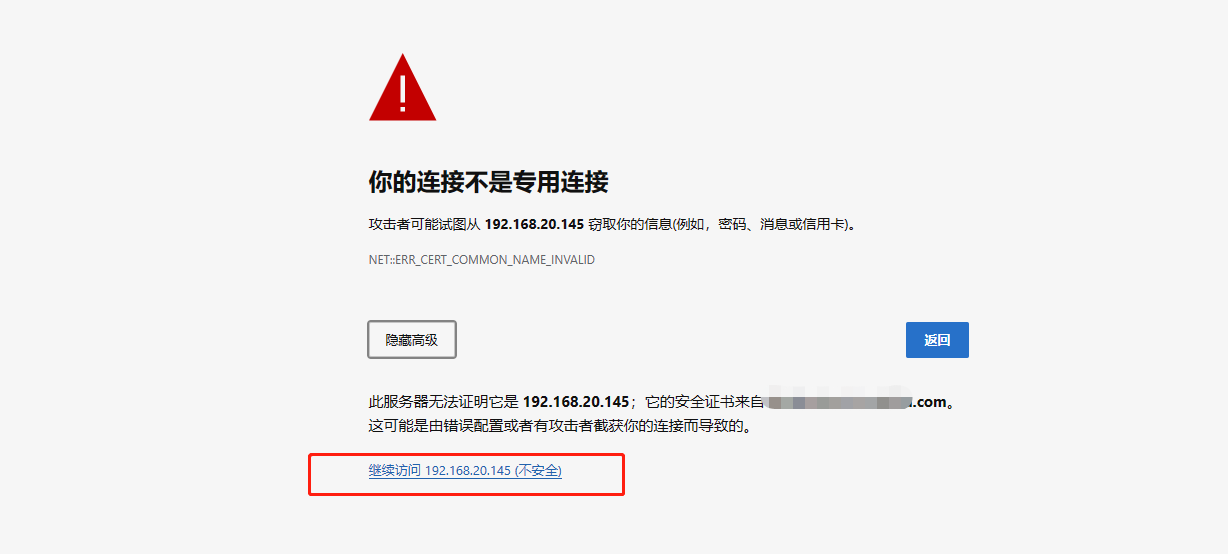 你的连接不是专用连接
攻击者可能试图从 192.168.20.145 窃取你的信息(例如，密码、消息或信用卡)。
NET::ERR_CERT_COMMON_NAME_INVALID
隐藏高级
返回
此服务器无法证明它是 192.168.20.145；它的安全证书来自 .com。
这可能是由错误配置或者有攻击者截获你的连接而导致的。
继续访问 192.168.20.145 (不安全)